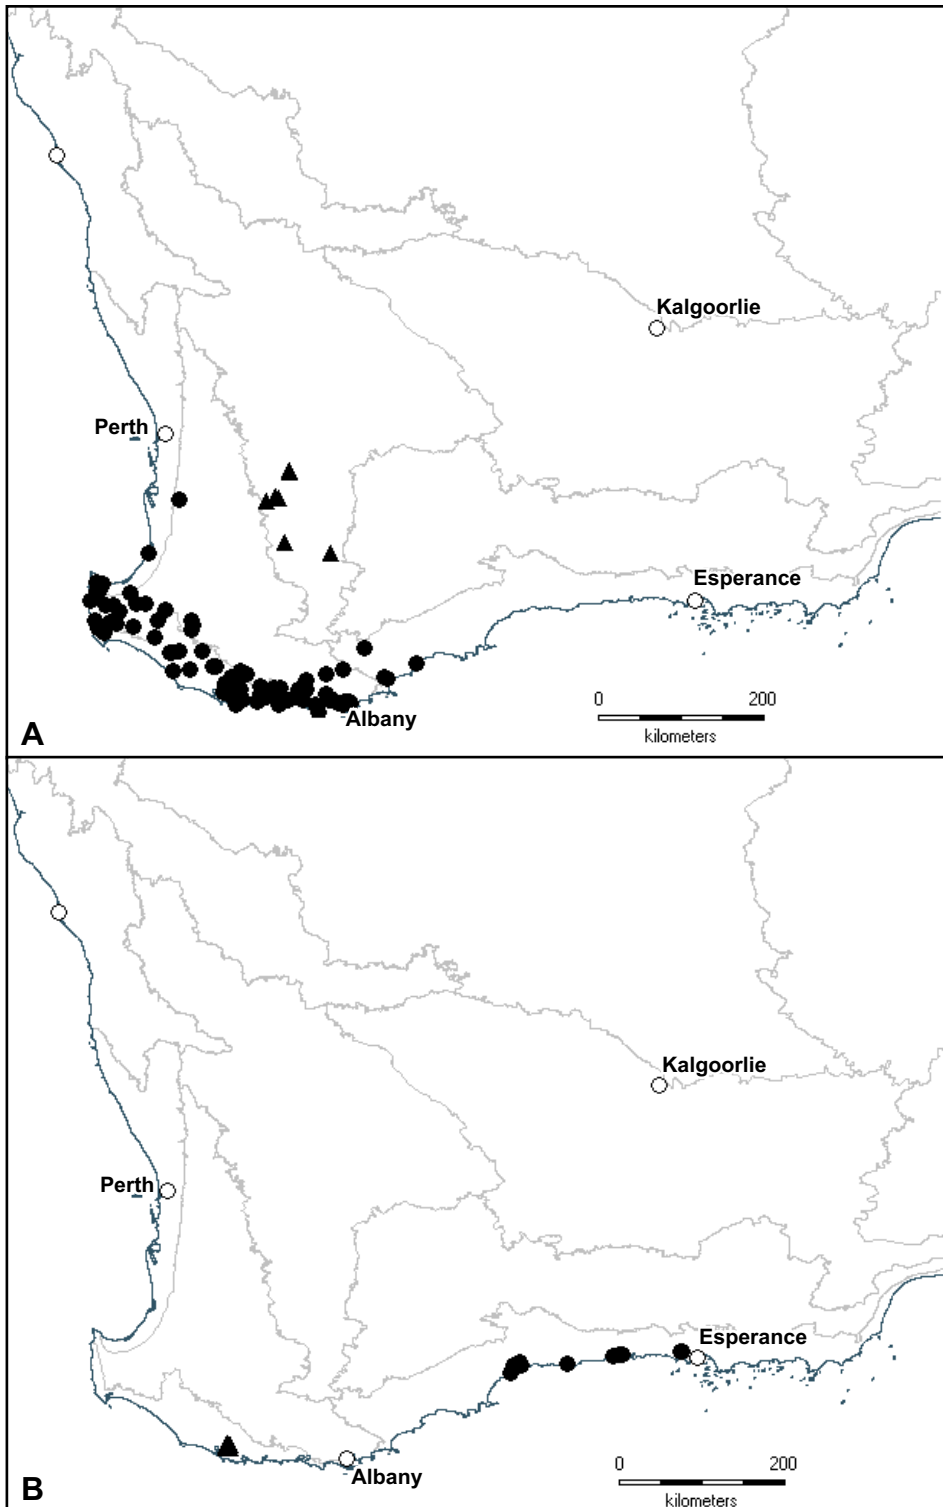 Kalgoorlie
Perth
Esperance
0 200
kilometers
Albany
A
Kalgoorlie
Perth
Esperance
Albany
0 200
kilometers
B